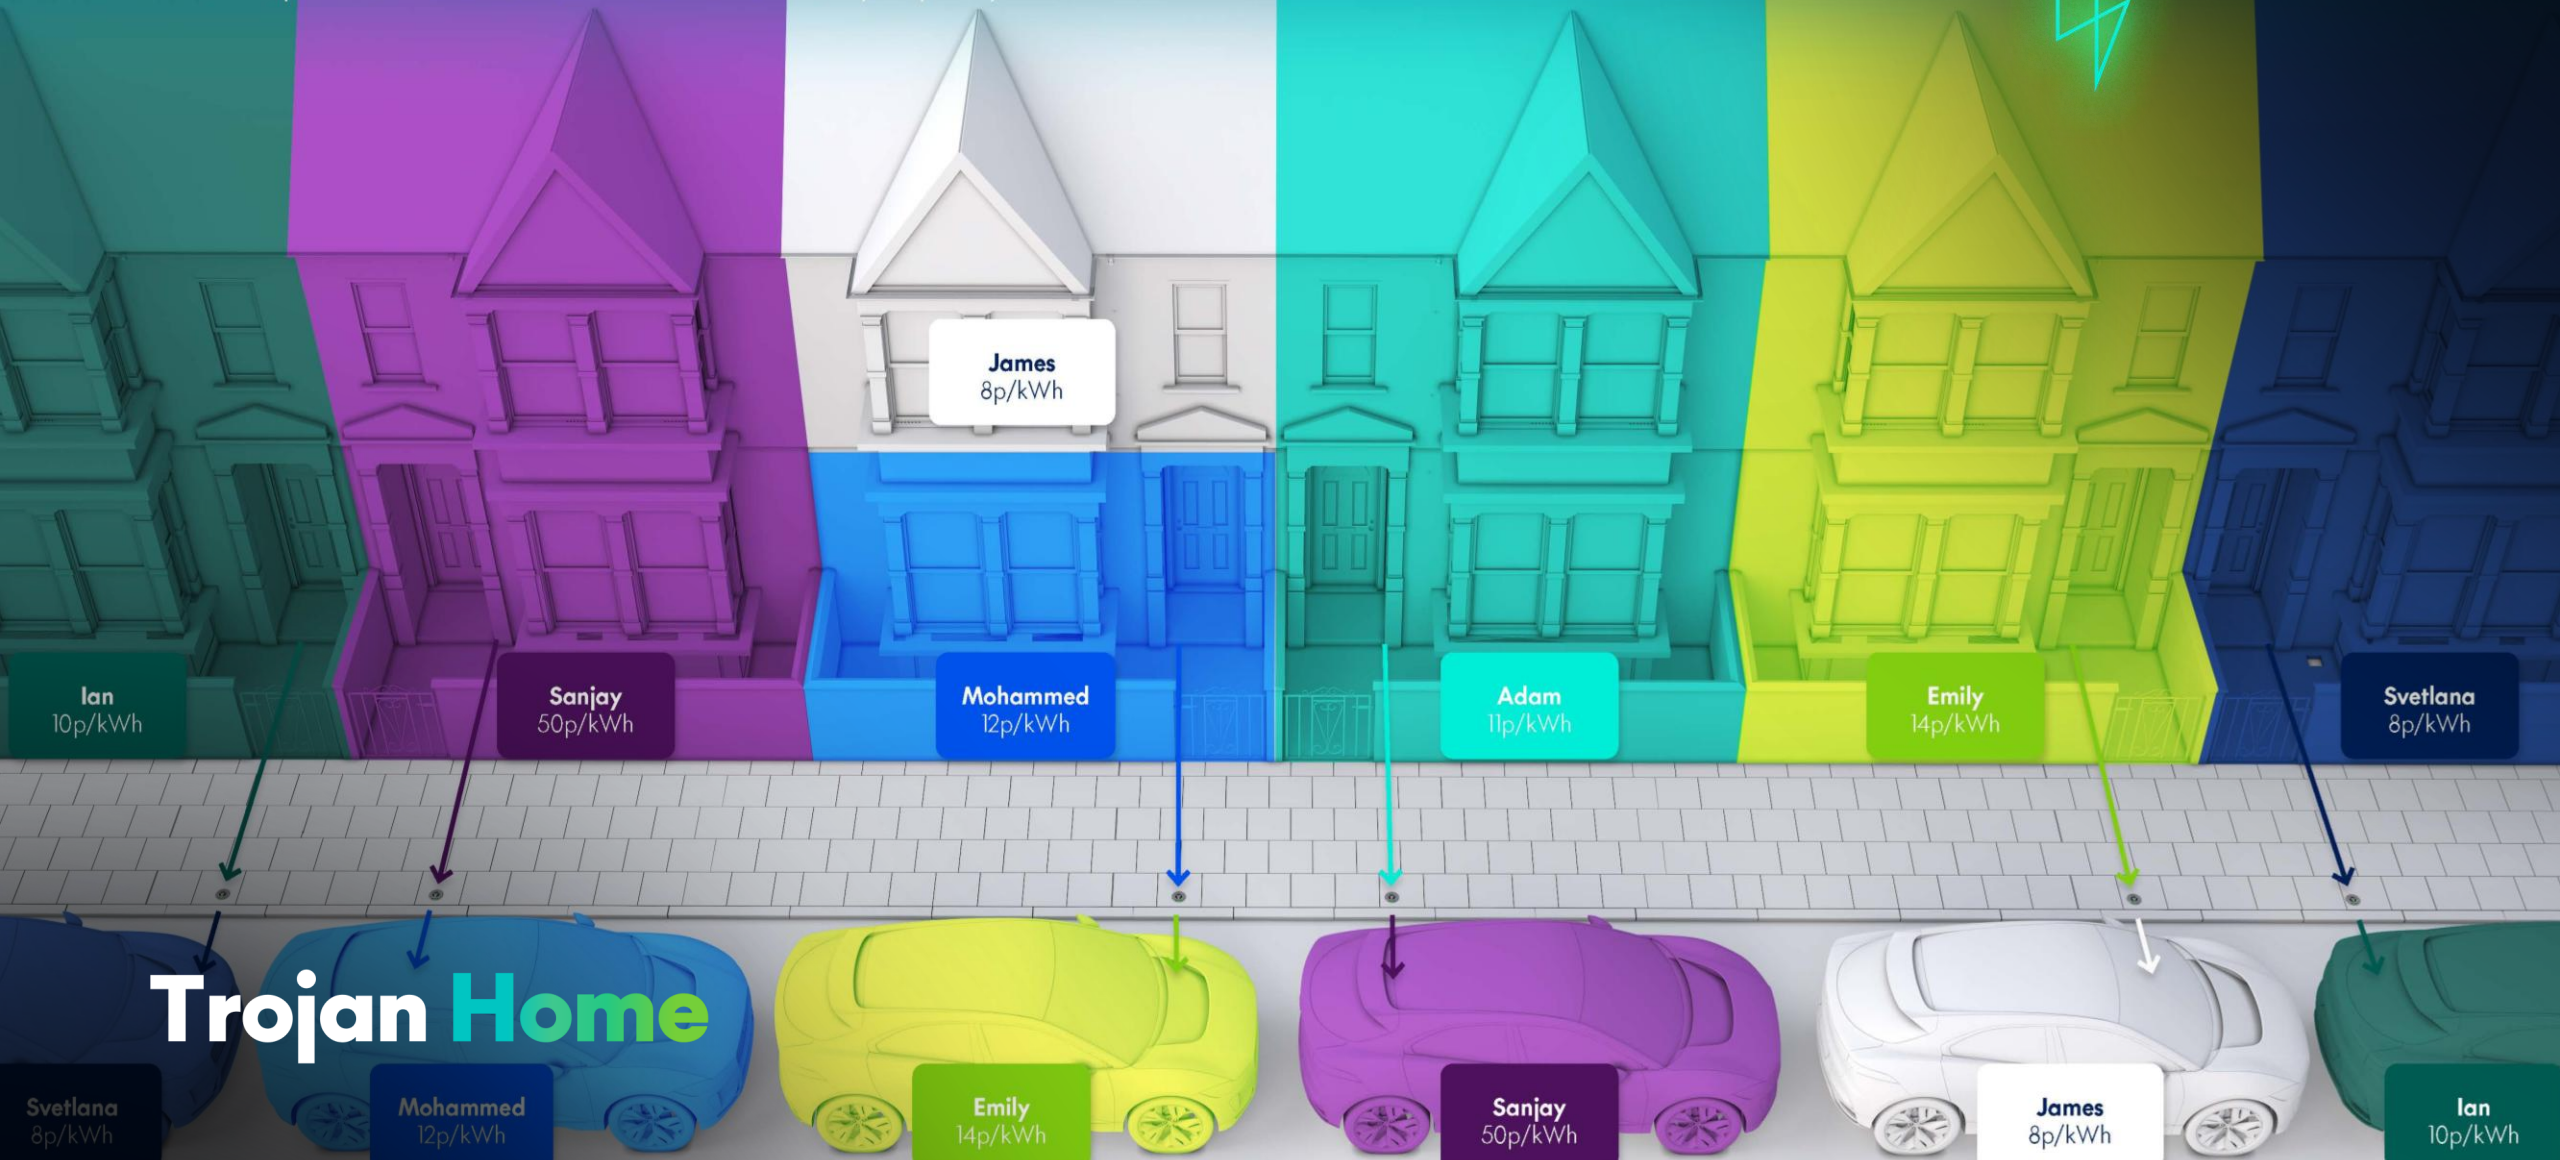 James
8p/kWh
Ian
10p/kWh
Sanjay
50p/kWh
Mohammed
12p/kWh
Adam
11p/kWh
Emily
14p/kWh
Svetlana
8p/kWh
Trojan Home
Svetlana
8p/kWh
Mohammed
12p/kWh
Emily
14p/kWh
Sanjay
50p/kWh
James
8p/kWh
Ian
10p/kWh